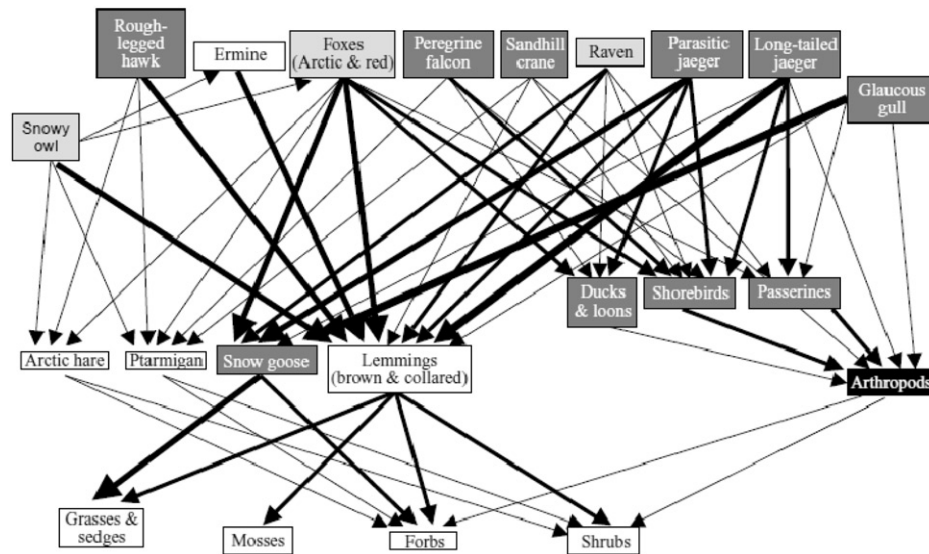 Rough-
legged
hawk
Ermine
Foxes
(Arctic & red)
Peregrine
falcon
Sandhill
crane
Raven
Parasitic
jaeger
Long-tailed
jaeger
Glaucous
gull
Snowy
owl
Ducks
& loons
Shorebirds
Passerines
Arctic hare
Ptarmigan
Snow goose
Lemmings
(brown & collared)
Arthropods
Grasses &
sedges
Mosses
Forbs
Shrubs